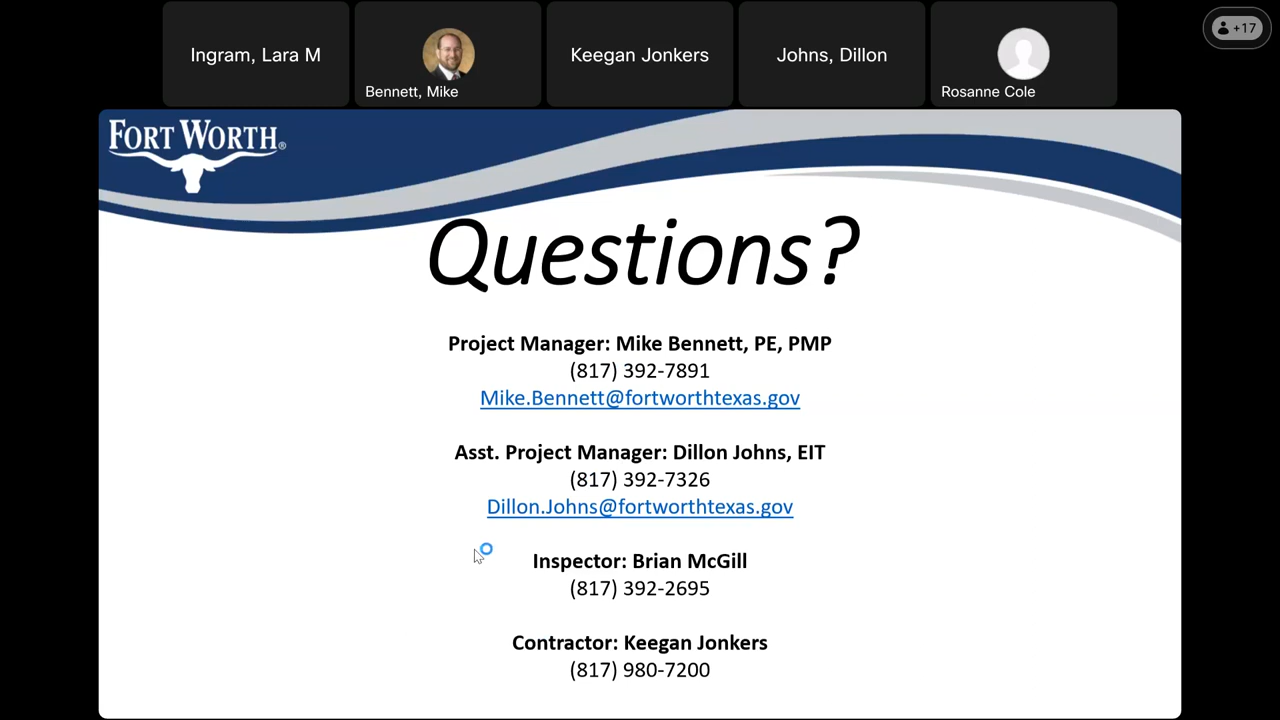 Ingram, Lara M
Bennett, Mike
Keegan Jonkers
Johns, Dillon
Rosanne Cole
+17
FORT WORTH®
Questions?
Project Manager: Mike Bennett, PE, PMP
(817) 392-7891
Mike.Bennett@fortworthtexas.gov
Asst. Project Manager: Dillon Johns, EIT
(817) 392-7326
Dillon.Johns@fortworthtexas.gov
Inspector: Brian McGill
(817) 392-2695
Contractor: Keegan Jonkers
(817) 980-7200